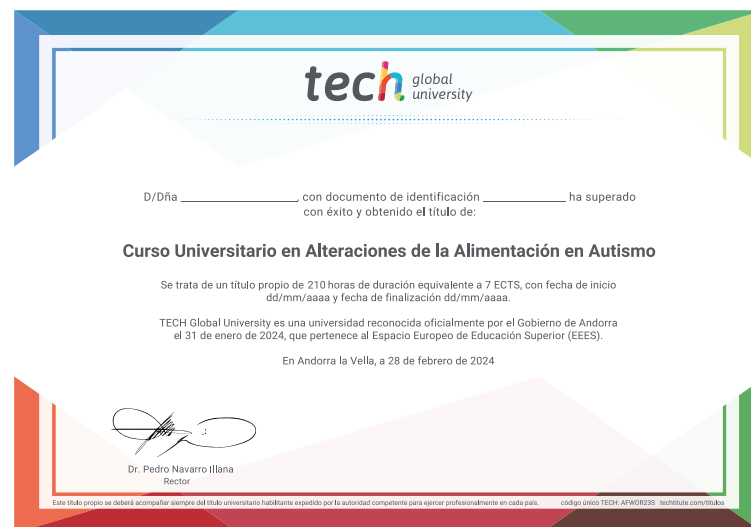 tech global university
D/Dña ____________________, con documento de identificación ______________ ha superado
con éxito y obtenido el título de:
Curso Universitario en Alteraciones de la Alimentación en Autismo
Se trata de un título propio de 210 horas de duración equivalente a 7 ECTS, con fecha de inicio
dd/mm/aaaa y fecha de finalización dd/mm/aaaa.
TECH Global University es una universidad reconocida oficialmente por el Gobierno de Andorra
el 31 de enero de 2024, que pertenece al Espacio Europeo de Educación Superior (EEES).
En Andorra la Vella, a 28 de febrero de 2024
Dr. Pedro Navarro Illana
Rector
Este título propio se deberá acompañar siempre del título universitario habilitante expedido por la autoridad competente para ejercer profesionalmente en cada país. código único TECH: AFWOR23S techtitute.com/titulos